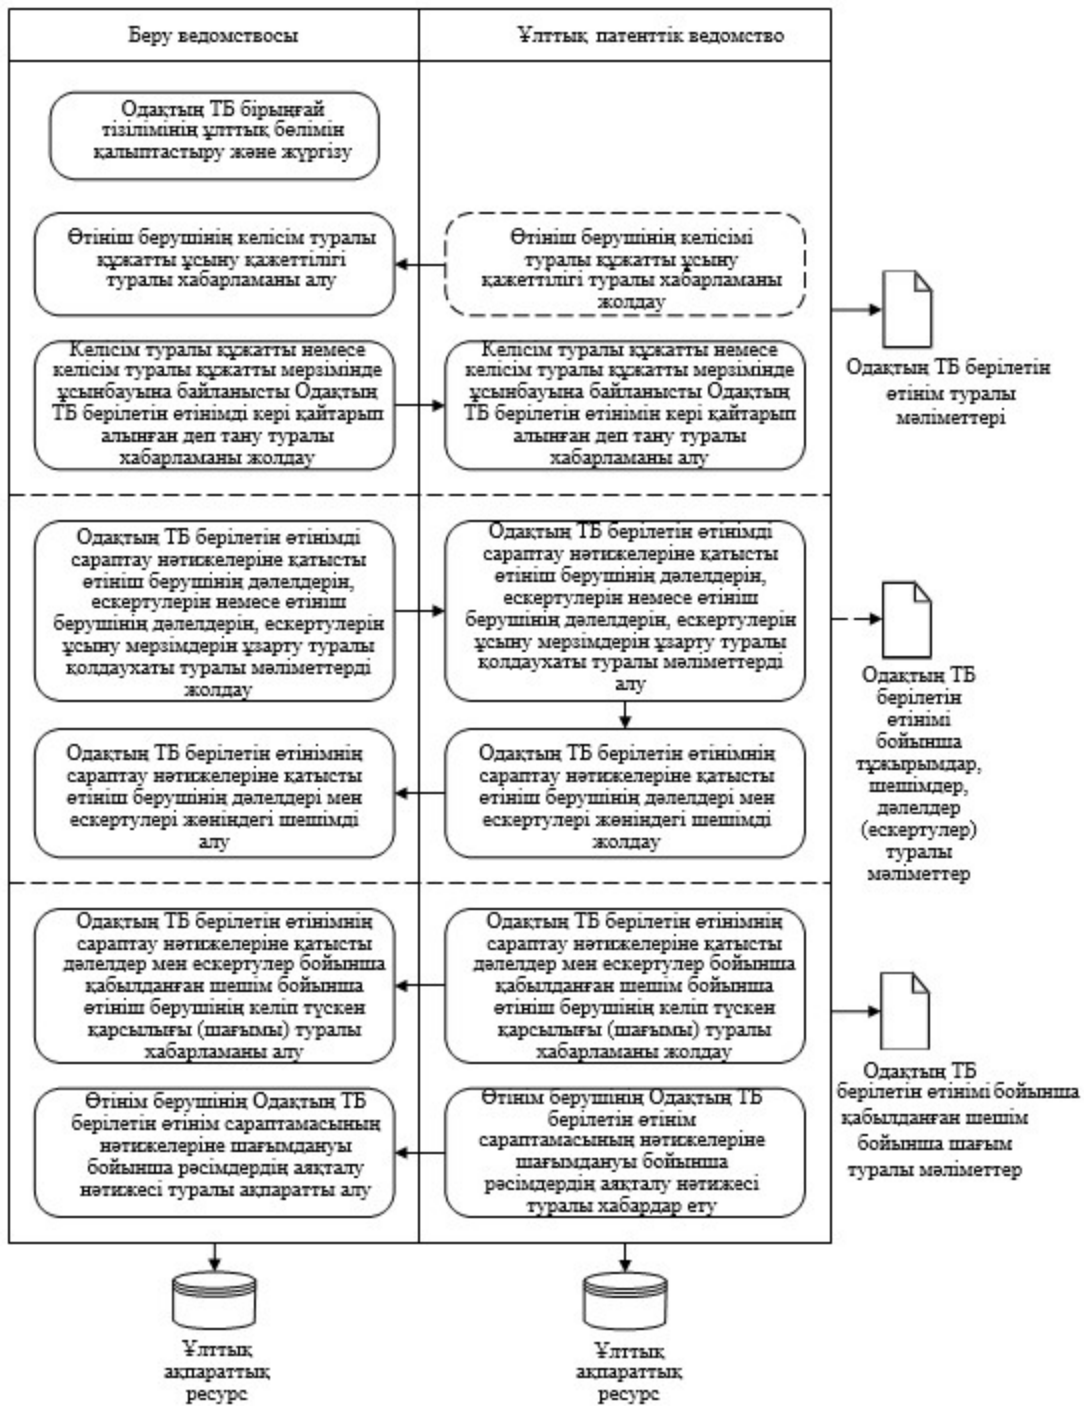 Беру ведомствосы
Ұлттық патенттік ведомство
Одақтың ТБ бірыңғай
тізілімінің ұлттық бөлімін
қалыптастыру және жүргізу
Өтініш берушінің келісім туралы
құжатты ұсыну қажеттілігі
туралы хабарламаны алу
Өтініш берушінің келісімі
туралы құжатты ұсыну
қажеттілігі туралы хабарламаны
жолдау
Одақтың ТБ берілетін
өтінім туралы
мәліметтері
Келісім туралы құжатты немесе
келісім туралы құжатты мерзімінде
ұсынбауына байланысты Одақтың
ТБ берілетін өтінімді кері қайтарып
алынған деп тану туралы
хабарламаны жолдау
Келісім туралы құжатты немесе
келісім туралы құжатты мерзімінде
ұсынбауына байланысты Одақтың
ТБ берілетін өтінімін кері қайтарып
алынған деп тану туралы
хабарламаны алу
Одақтың ТБ берілетін өтінімді
сараптау нәтижелеріне қатысты
өтініш берушінің дәлелдерін,
ескертулерін немесе өтініш
берушінің дәлелдерін, ескертулерін
ұсыну мерзімдерін ұзарту туралы
қолдаухаты туралы мәліметтерді
жолдау
Одақтың ТБ берілетін өтінімді
сараптау нәтижелеріне қатысты
өтініш берушінің дәлелдерін,
ескертулерін немесе өтініш
берушінің дәлелдерін, ескертулерін
ұсыну мерзімдерін ұзарту туралы
қолдаухаты туралы мәліметтерді
алу
Одақтың ТБ
берілетін
өтінімі
бойынша
тұжырымдар,
шешімдер,
дәлелдер
(ескертулер)
туралы
мәліметтер
Одақтың ТБ берілетін өтінімнің
сараптау нәтижелеріне қатысты
өтініш берушінің дәлелдері мен
ескертулері жөніндегі шешімді
алу
Одақтың ТБ берілетін өтінімнің
сараптау нәтижелеріне қатысты
өтініш берушінің дәлелдері мен
ескертулері жөніндегі шешімді
жолдау
Одақтың ТБ берілетін өтінімнің
сараптау нәтижелеріне қатысты
дәлелдер мен ескертулер бойынша
қабылданған шешім бойынша
өтініш берушінің келіп түскен
қарсылығы (шағымы) туралы
хабарламаны алу
Одақтың ТБ берілетін өтінімнің
сараптау нәтижелеріне қатысты
дәлелдер мен ескертулер бойынша
қабылданған шешім бойынша
өтініш берушінің келіп түскен
қарсылығы (шағымы) туралы
хабарламаны жолдау
Одақтың ТБ
берілетін өтінімі бойынша
қабылданған шешім
бойынша шағым
туралы мәліметтер
Өтінім берушінің Одақтың ТБ
берілетін өтінім сараптамасының
нәтижелеріне шағымдануы
бойынша рәсімдердің аяқталу
нәтижесі туралы ақпаратты алу
Өтінім берушінің Одақтың ТБ
берілетін өтінім
сараптамасының нәтижелеріне
шағымдануы бойынша
рәсімдердің аяқталу нәтижесі
туралы хабардар ету
Ұлттық
ақпараттық
ресурс
Ұлттық
ақпараттық
ресурс